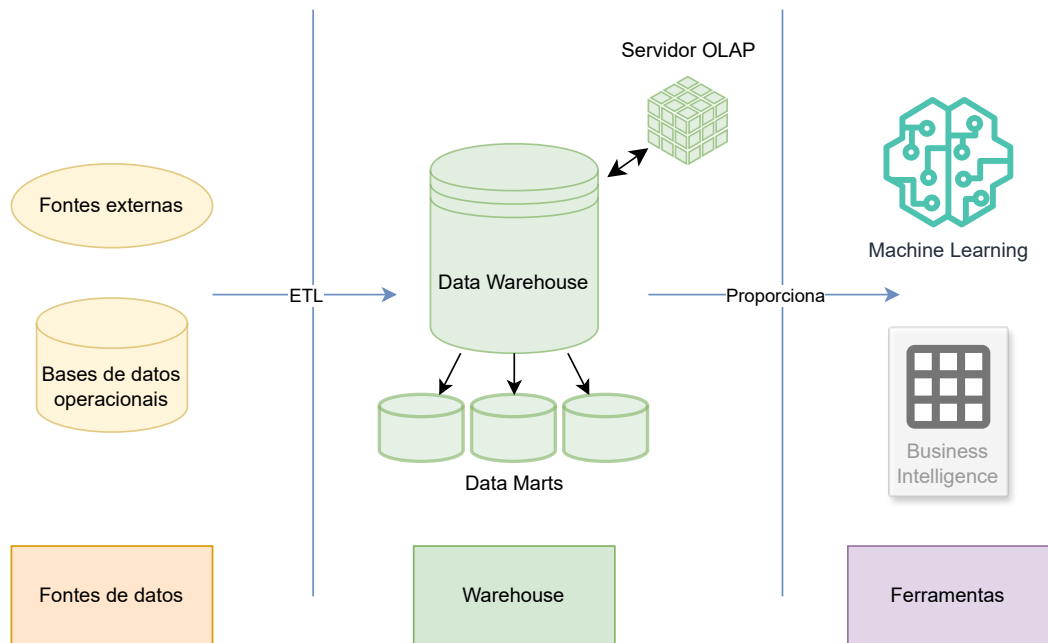 Servidor OLAP
Fontes externas
Data Warehouse
Machine Learning
ETL
Proporciona
Bases de datos
operacionais
Business
Intelligence
Data Marts
Fontes de datos
Warehouse
Ferramentas